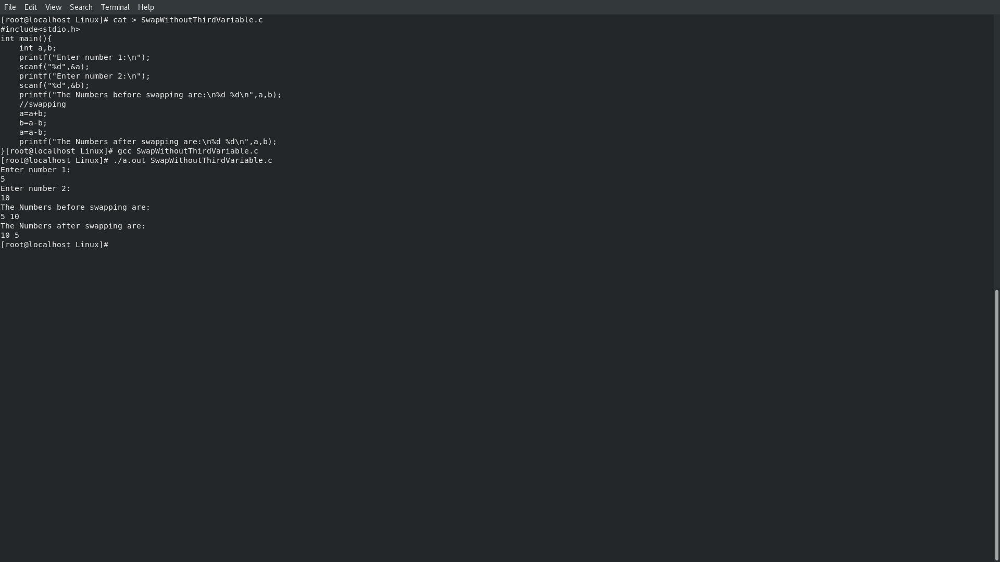 File Edit View Search Terminal Help
[root@localhost Linux]# cat > SwapWithoutThirdVariable.c
#include<stdio.h>
int main(){
    int a,b;
    printf("Enter number 1:\n");
    scanf("%d",&a);
    printf("Enter number 2:\n");
    scanf("%d",&b);
    printf("The Numbers before swapping are:\n%d %d\n",a,b);
    //swapping
    a=a+b;
    b=a-b;
    a=a-b;
    printf("The Numbers after swapping are:\n%d %d\n",a,b);
}[root@localhost Linux]# gcc SwapWithoutThirdVariable.c
[root@localhost Linux]# ./a.out SwapWithoutThirdVariable.c
Enter number 1:
5
Enter number 2:
10
The Numbers before swapping are:
5 10
The Numbers after swapping are:
10 5
[root@localhost Linux]#